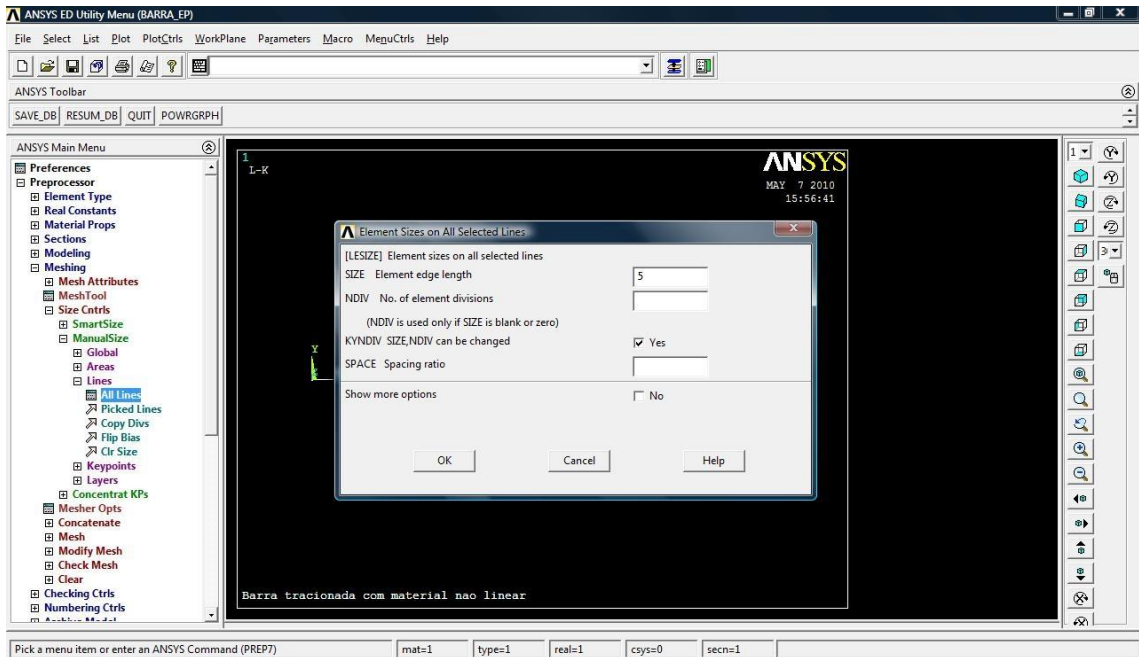 ANSYS ED Utility Menu (BARRA_EP)
File Select List Plot PlotCtrls WorkPlane Parameters Macro MenuCtrls Help
ANSYS Toolbar
SAVE_DB RESUM_DB QUIT POWRGRPH
ANSYS Main Menu
Preferences
Preprocessor
Element Type
Real Constants
Material Props
Sections
Modeling
Meshing
Mesh Attributes
MeshTool
Size Cntrls
SmartSize
ManualSize
Global
Areas
Lines
All Lines
Picked Lines
Copy Divs
Flip Bias
Clr Size
Keypoints
Layers
Concentrat KPs
Mesher Opts
Concatenate
Mesh
Modify Mesh
Check Mesh
Clear
Checking Ctrls
Numbering Ctrls
Archive Model
1
L-K
ANSYS
MAY 7 2010
15:56:41
Y
Element Sizes on All Selected Lines
[LESIZE] Element sizes on all selected lines
SIZE Element edge length 5
NDIV No. of element divisions
(NDIV is used only if SIZE is blank or zero)
KYNDIV SIZE,NDIV can be changed Yes
SPACE Spacing ratio
Show more options No
OK Cancel Help
Barra tracionada com material nao linear
1
Pick a menu item or enter an ANSYS Command (PREP7) mat=1 type=1 real=1 csys=0 secn=1